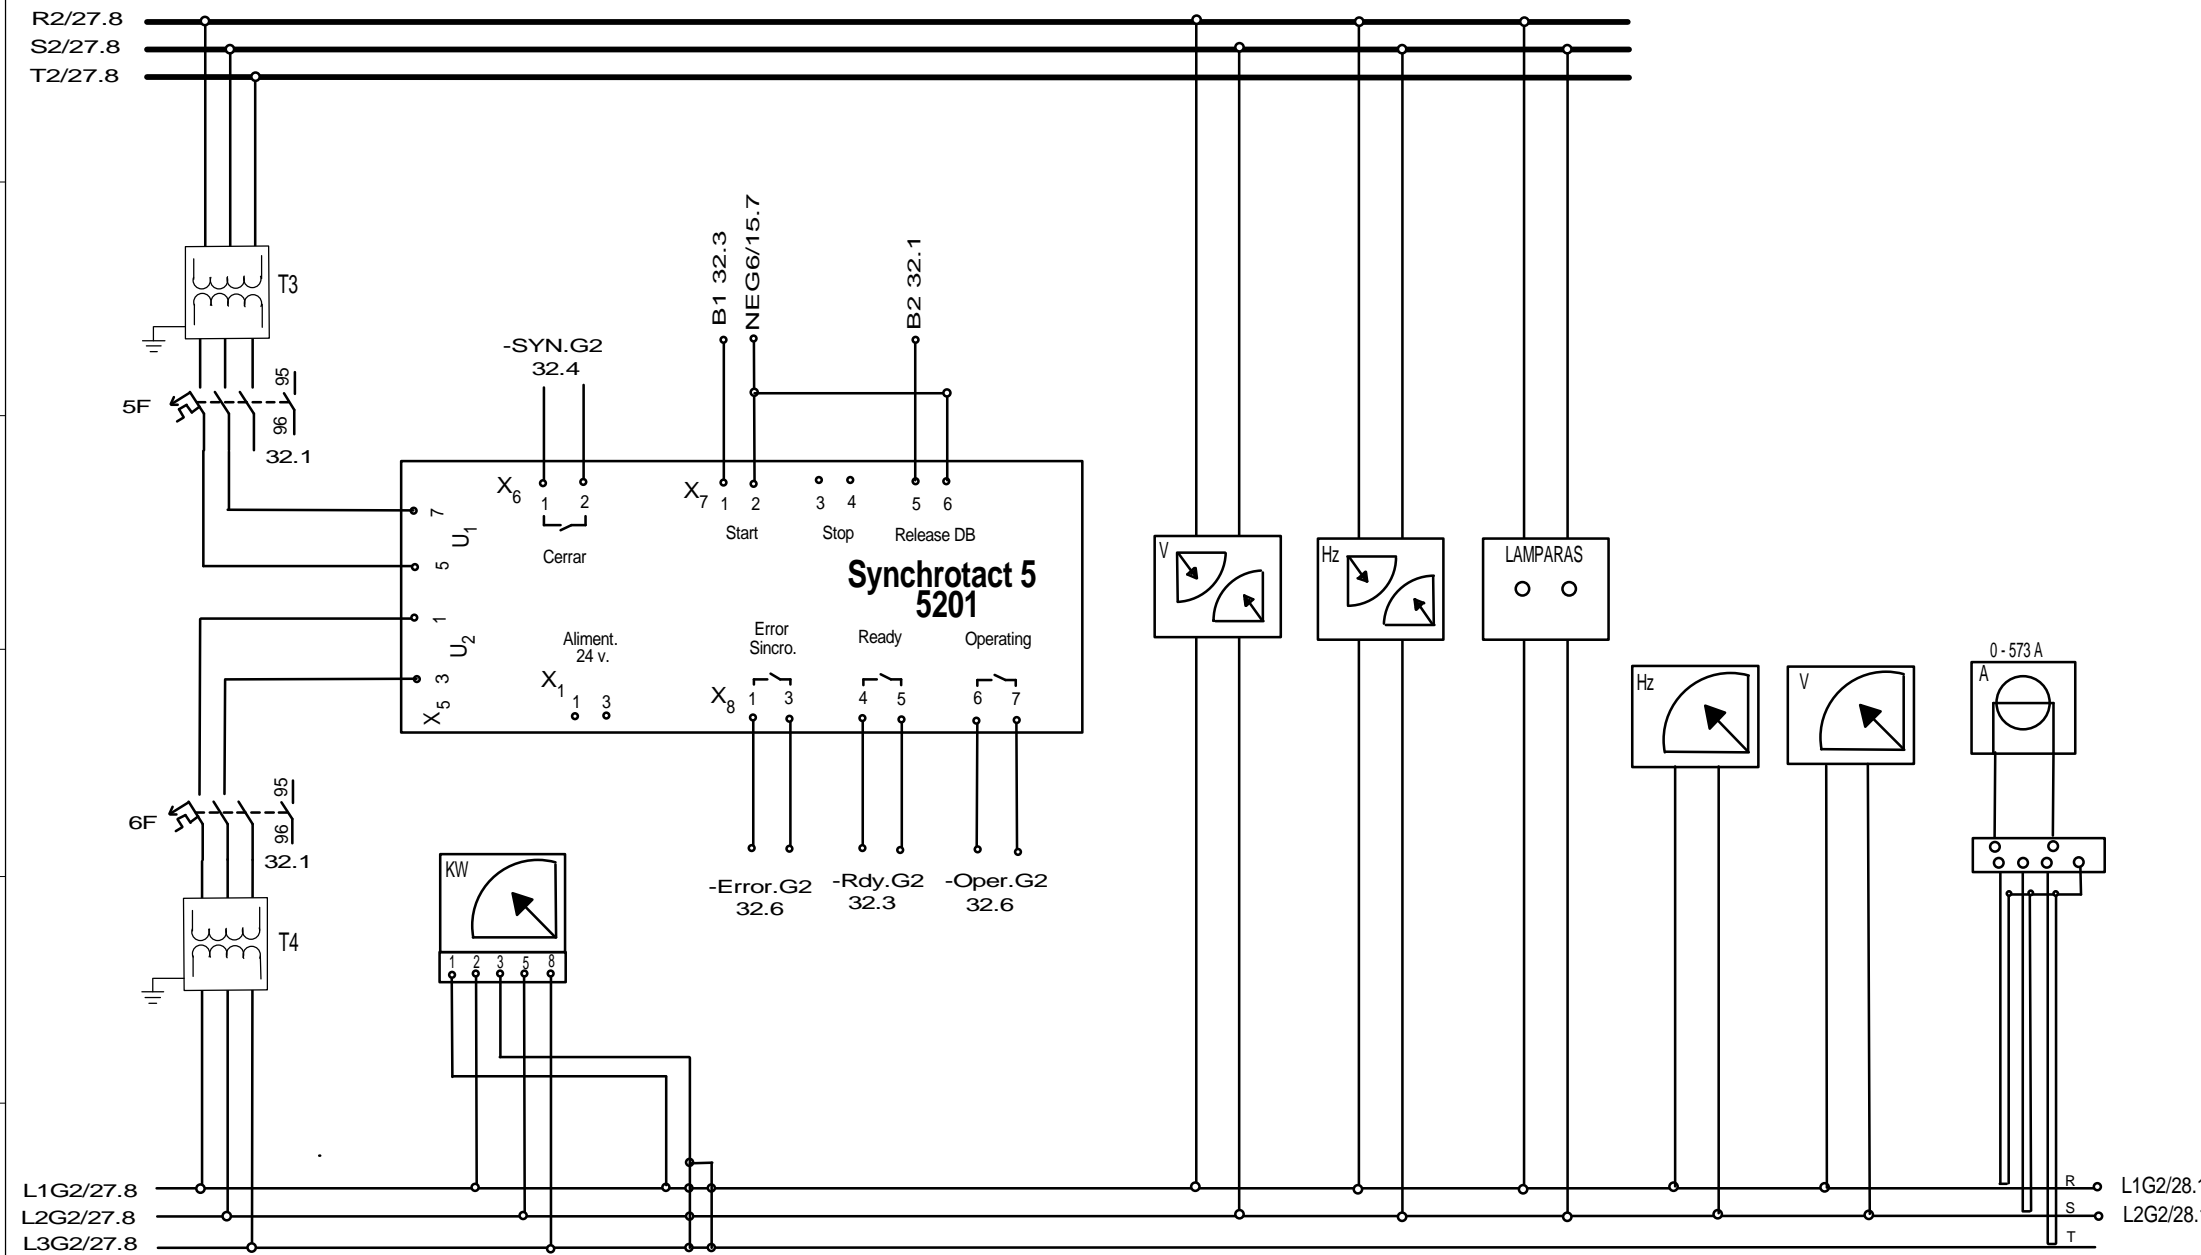 R2/27.8
S2/27.8
T2/27.8
T3
5F
95
96
32.1
-SYN.G2
32.4
B1 32.3
NEG6/15.7
B2 32.1
X6
1 2
Cerrar
X7
1 2 3 4 5 6
Start Stop Release DB
Synchrotact 5
5201
7
U1
5
1
U2
3
X5
Aliment.
24 v.
X1
1 3
Error
Sincro.
Ready
Operating
X8
1 3 4 5 6 7
-Error.G2
32.6
-Rdy.G2
32.3
-Oper.G2
32.6
6F
95
96
32.1
T4
KW
1 2 3 5 8
V
Hz
LAMPARAS
Hz
V
0 - 573 A
A
L1G2/27.8
L2G2/27.8
L3G2/27.8
R
S
T
L1G2/28.
L2G2/28.